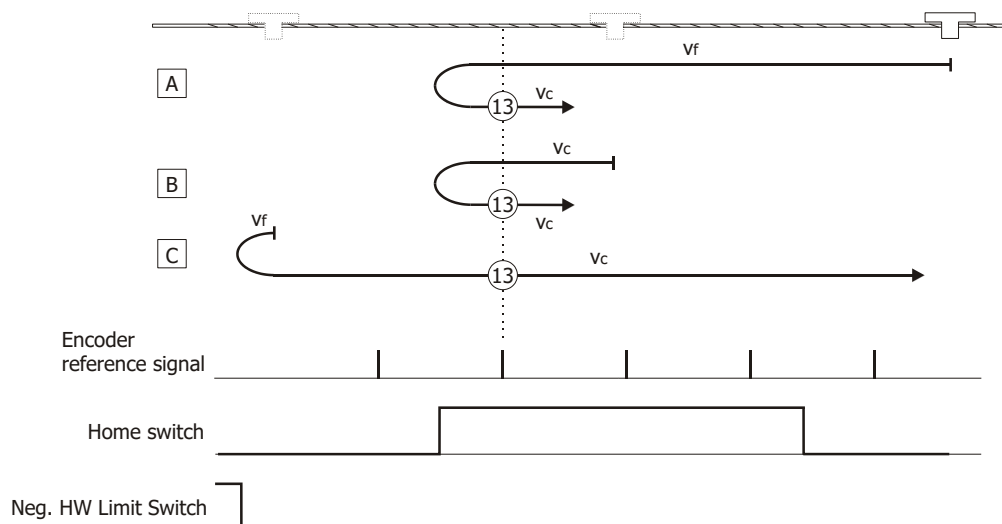 Vf
A
13
Vc
Vc
B
13
Vc
Vf
C
13
Vc
Encoder
reference signal
Home switch
Neg. HW Limit Switch